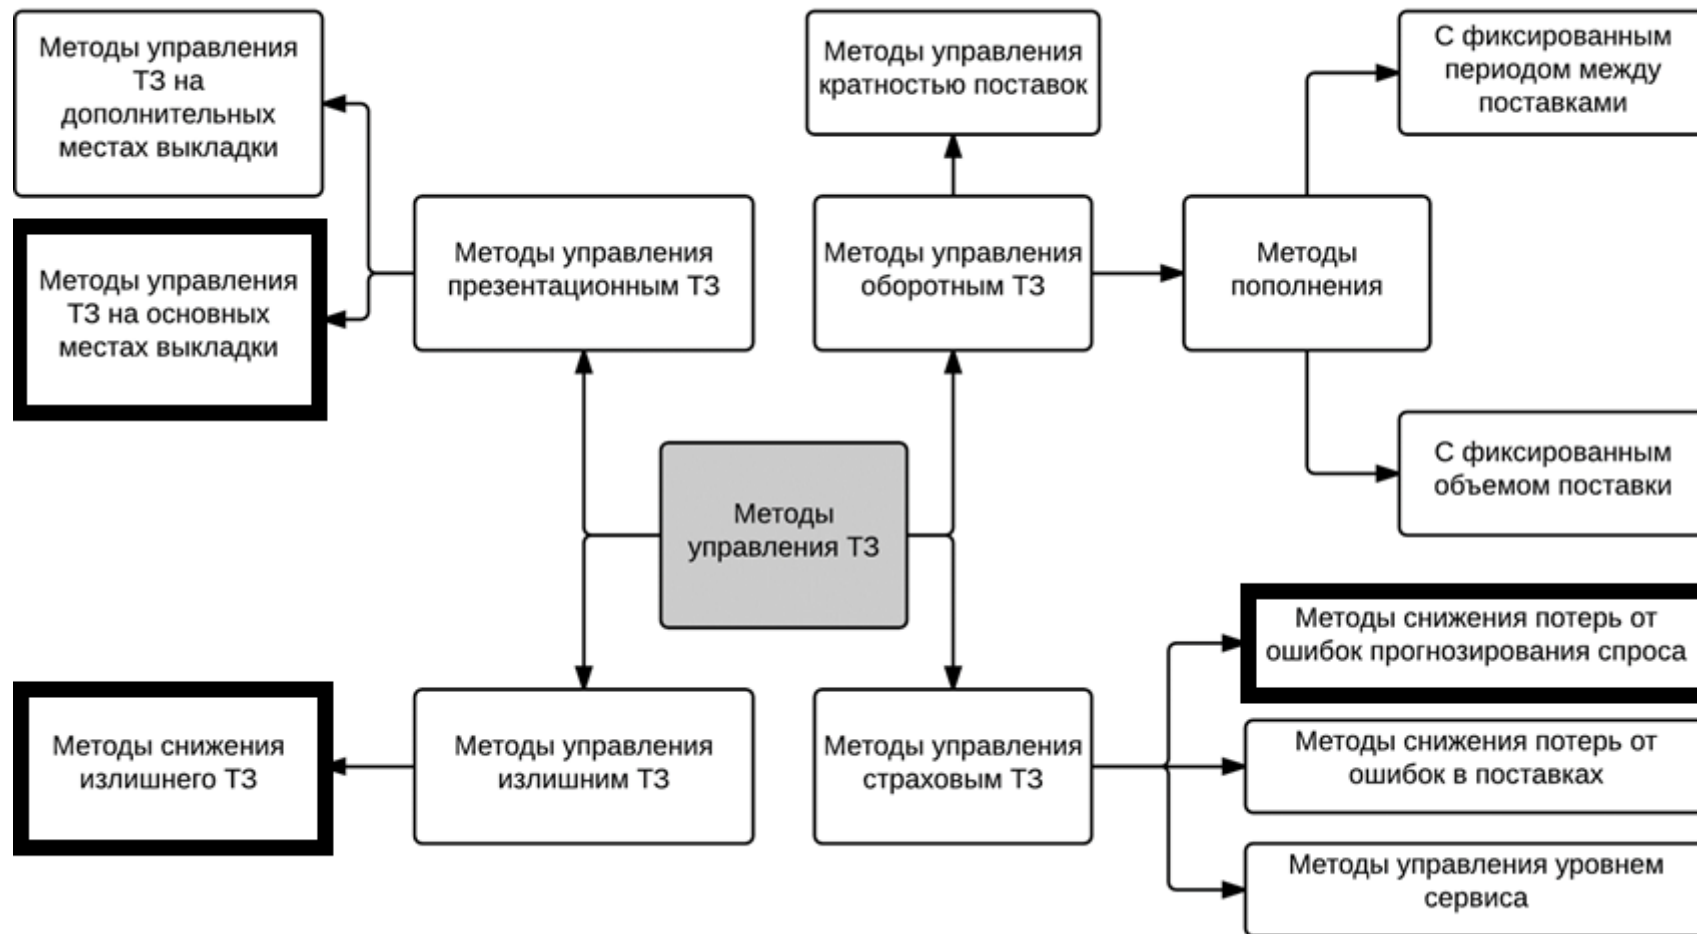 Методы управления
ТЗ на
дополнительных
местах выкладки
Методы управления
кратностью поставок
С фиксированным
периодом между
поставками
Методы управления
ТЗ на основных
местах выкладки
Методы управления
презентационным ТЗ
Методы управления
оборотным ТЗ
Методы
пополнения
С фиксированным
объемом поставки
Методы
управления ТЗ
Методы снижения потерь от
ошибок прогнозирования спроса
Методы снижения
излишнего ТЗ
Методы управления
излишним ТЗ
Методы управления
страховым ТЗ
Методы снижения потерь от
ошибок в поставках
Методы управления уровнем
сервиса